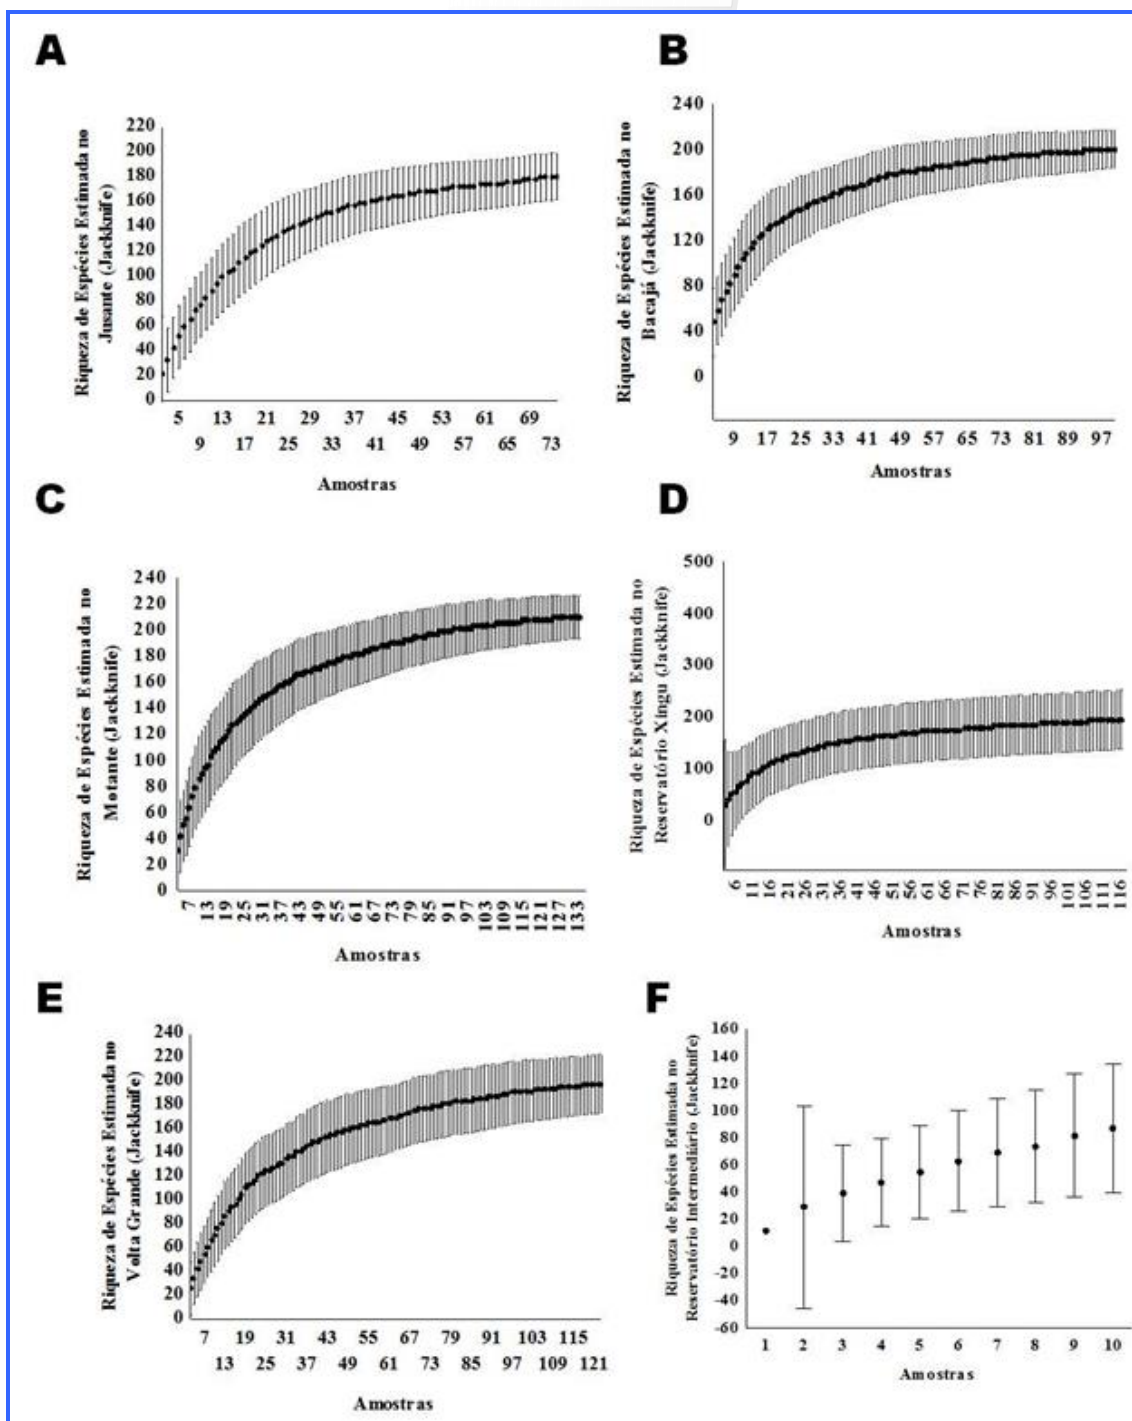 A
Riqueza de Espécies Estimada no
Jusante (Jackknife)
220
200
180
160
140
120
100
80
60
40
20
0
5 13 21 29 37 45 53 61 69
9 17 25 33 41 49 57 65 73
Amostras
B
Riqueza de Espécies Estimada no
Bacajá (Jackknife)
240
200
160
120
80
40
0
9 17 25 33 41 49 57 65 73 81 89 97
Amostras
C
Riqueza de Espécies Estimada no
Motante (Jackknife)
240
220
200
180
160
140
120
100
80
60
40
20
0
7 13 19 25 31 37 43 49 55 61 67 73 79 85 91 97 103 109 115 121 127 133
Amostras
D
Riqueza de Espécies Estimada no
Reservatório Xingu (Jackknife)
500
400
300
200
100
0
6 11 16 21 26 31 36 41 46 51 56 61 66 71 76 81 86 91 96 101 106 111 116
Amostras
E
Riqueza de Espécies Estimada no
Volta Grande (Jackknife)
240
220
200
180
160
140
120
100
80
60
40
20
0
7 19 31 43 55 67 79 91 103 115
13 25 37 49 61 73 85 97 109 121
Amostras
F
Riqueza de Espécies Estimada no
Reservatório Intermediário (Jackknife)
160
140
120
100
80
60
40
20
0
-20
-40
-60
1 2 3 4 5 6 7 8 9 10
Amostras